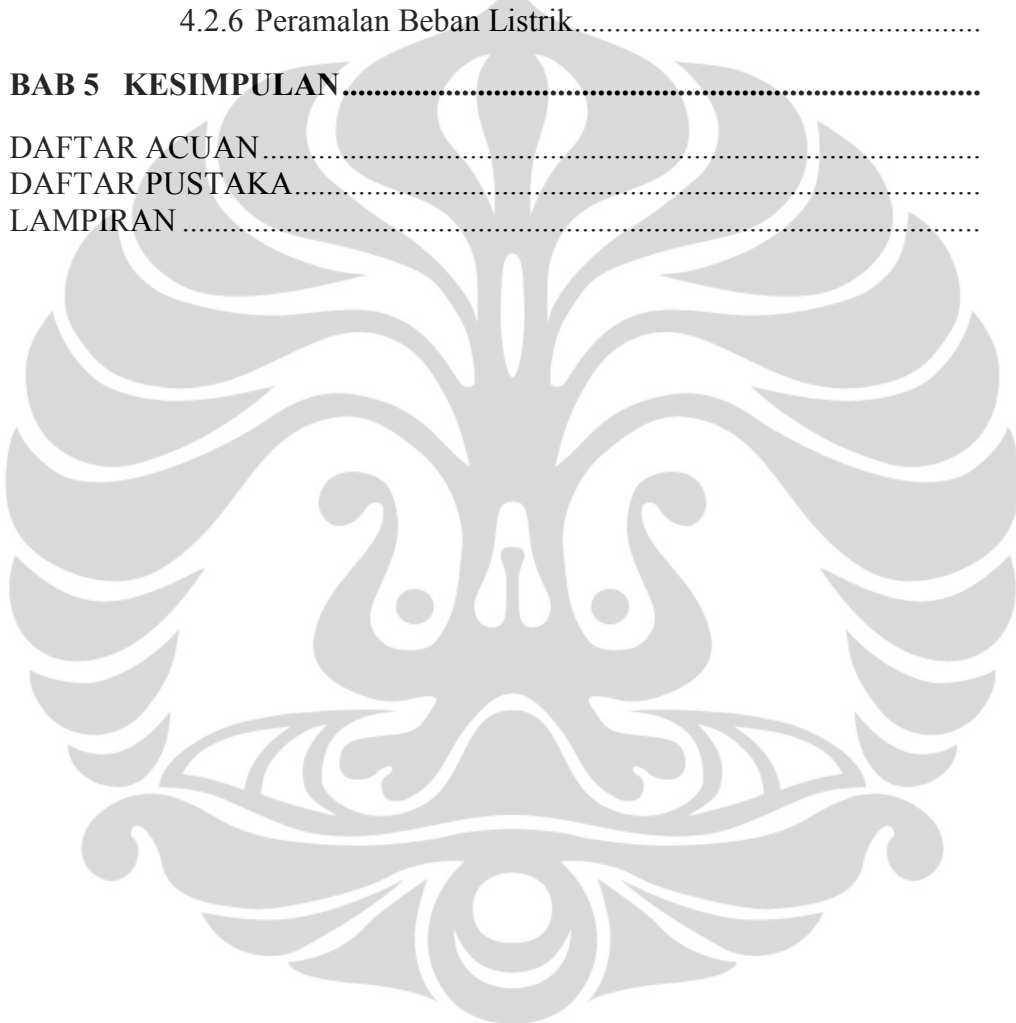 4.2.6 Peramalan Beban Listrik...................................................
BAB 5   KESIMPULAN................................................................................
DAFTAR ACUAN..........................................................................................
DAFTAR PUSTAKA......................................................................................
LAMPIRAN ....................................................................................................